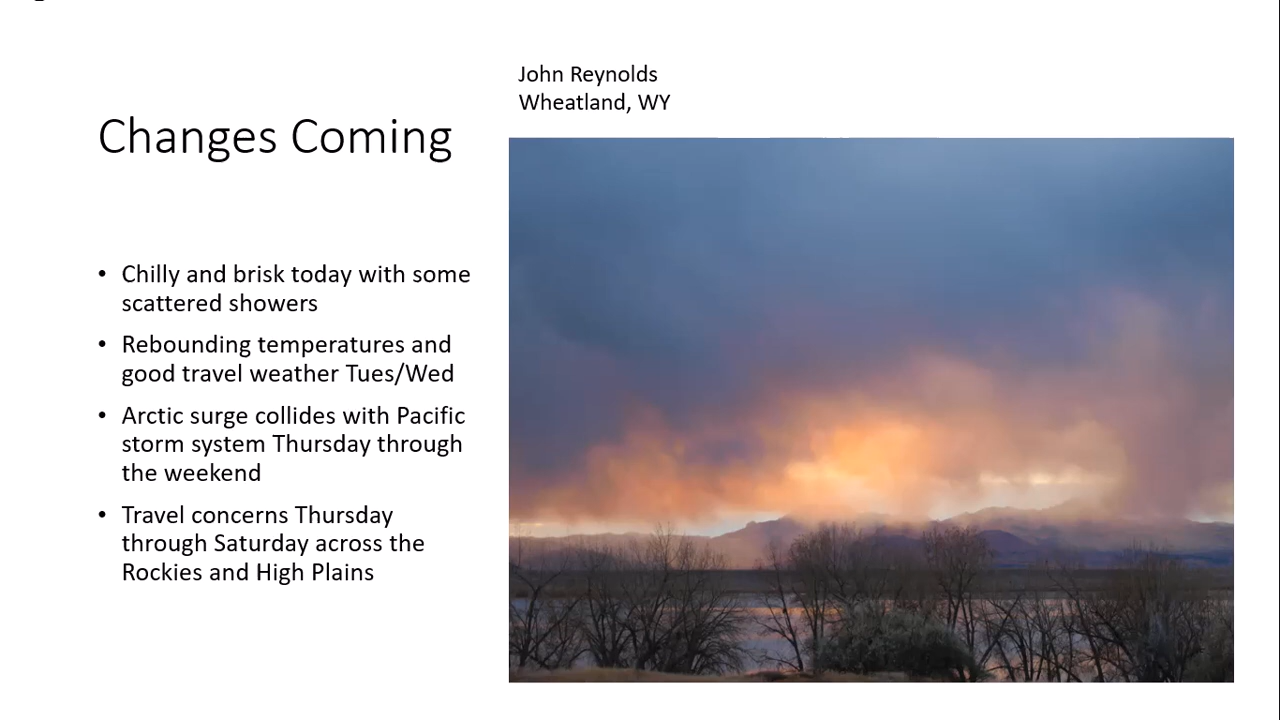 John Reynolds
Wheatland, WY
Changes Coming
• Chilly and brisk today with some
scattered showers
• Rebounding temperatures and
good travel weather Tues/Wed
• Arctic surge collides with Pacific
storm system Thursday through
the weekend
• Travel concerns Thursday
through Saturday across the
Rockies and High Plains